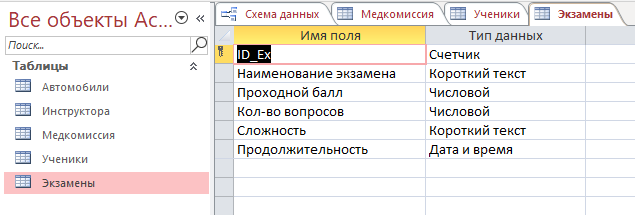 Все объекты Ac...
Поиск...
Таблицы
Автомобили
Инструктора
Медкомиссия
Ученики
Экзамены
Схема данных Медкомиссия Ученики Экзамены
Имя поля Тип данных
ID_Ex Счетчик
Наименование экзамена Короткий текст
Проходной балл Числовой
Кол-во вопросов Числовой
Сложность Короткий текст
Продолжительность Дата и время